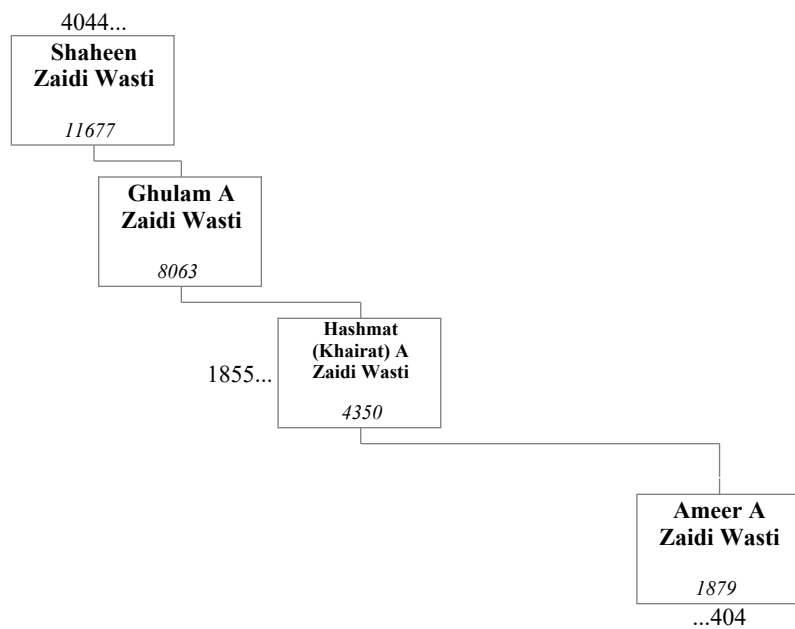 4044...
Shaheen
Zaidi Wasti
11677
Ghulam A
Zaidi Wasti
8063
Hashmat
(Khairat) A
Zaidi Wasti
1855...
4350
Ameer A
Zaidi Wasti
1879
...404